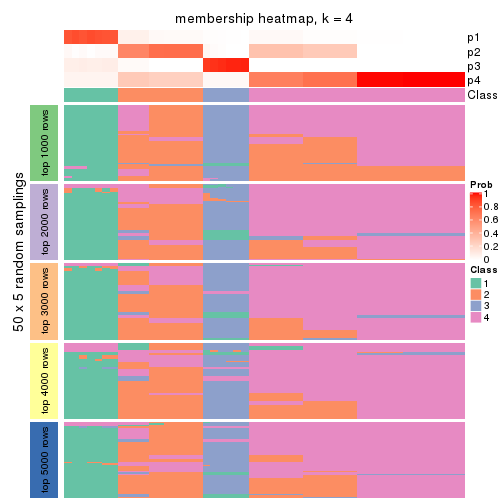 membership heatmap, k = 4
p1
p2
p3
p4
Class
50 x 5 random samplings
top 1000 rows
top 2000 rows
top 3000 rows
top 4000 rows
top 5000 rows
Prob
1
0.8
0.6
0.4
0.2
0
Class
1
2
3
4